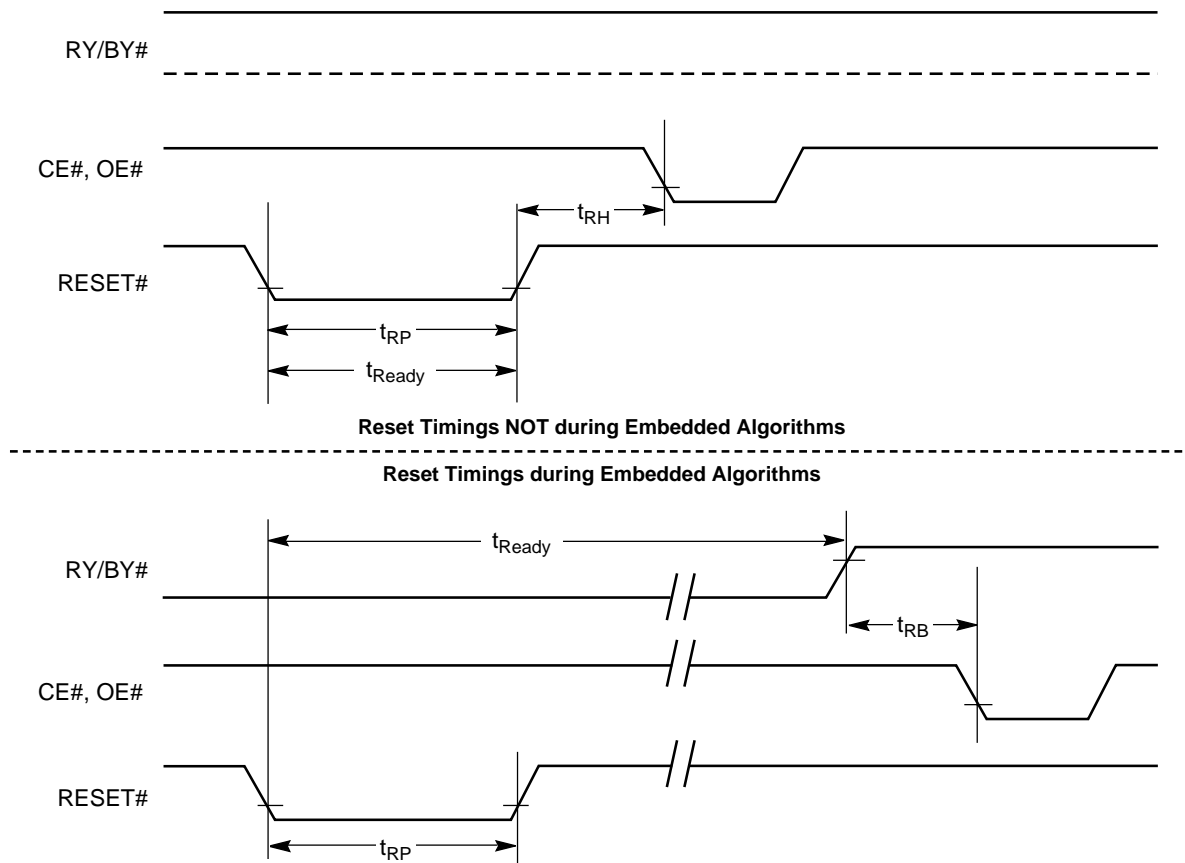 RY/BY#
CE#, OE#
tRH
RESET#
tRP
tReady
Reset Timings NOT during Embedded Algorithms
Reset Timings during Embedded Algorithms
tReady
RY/BY#
tRB
CE#, OE#
RESET#
tRP